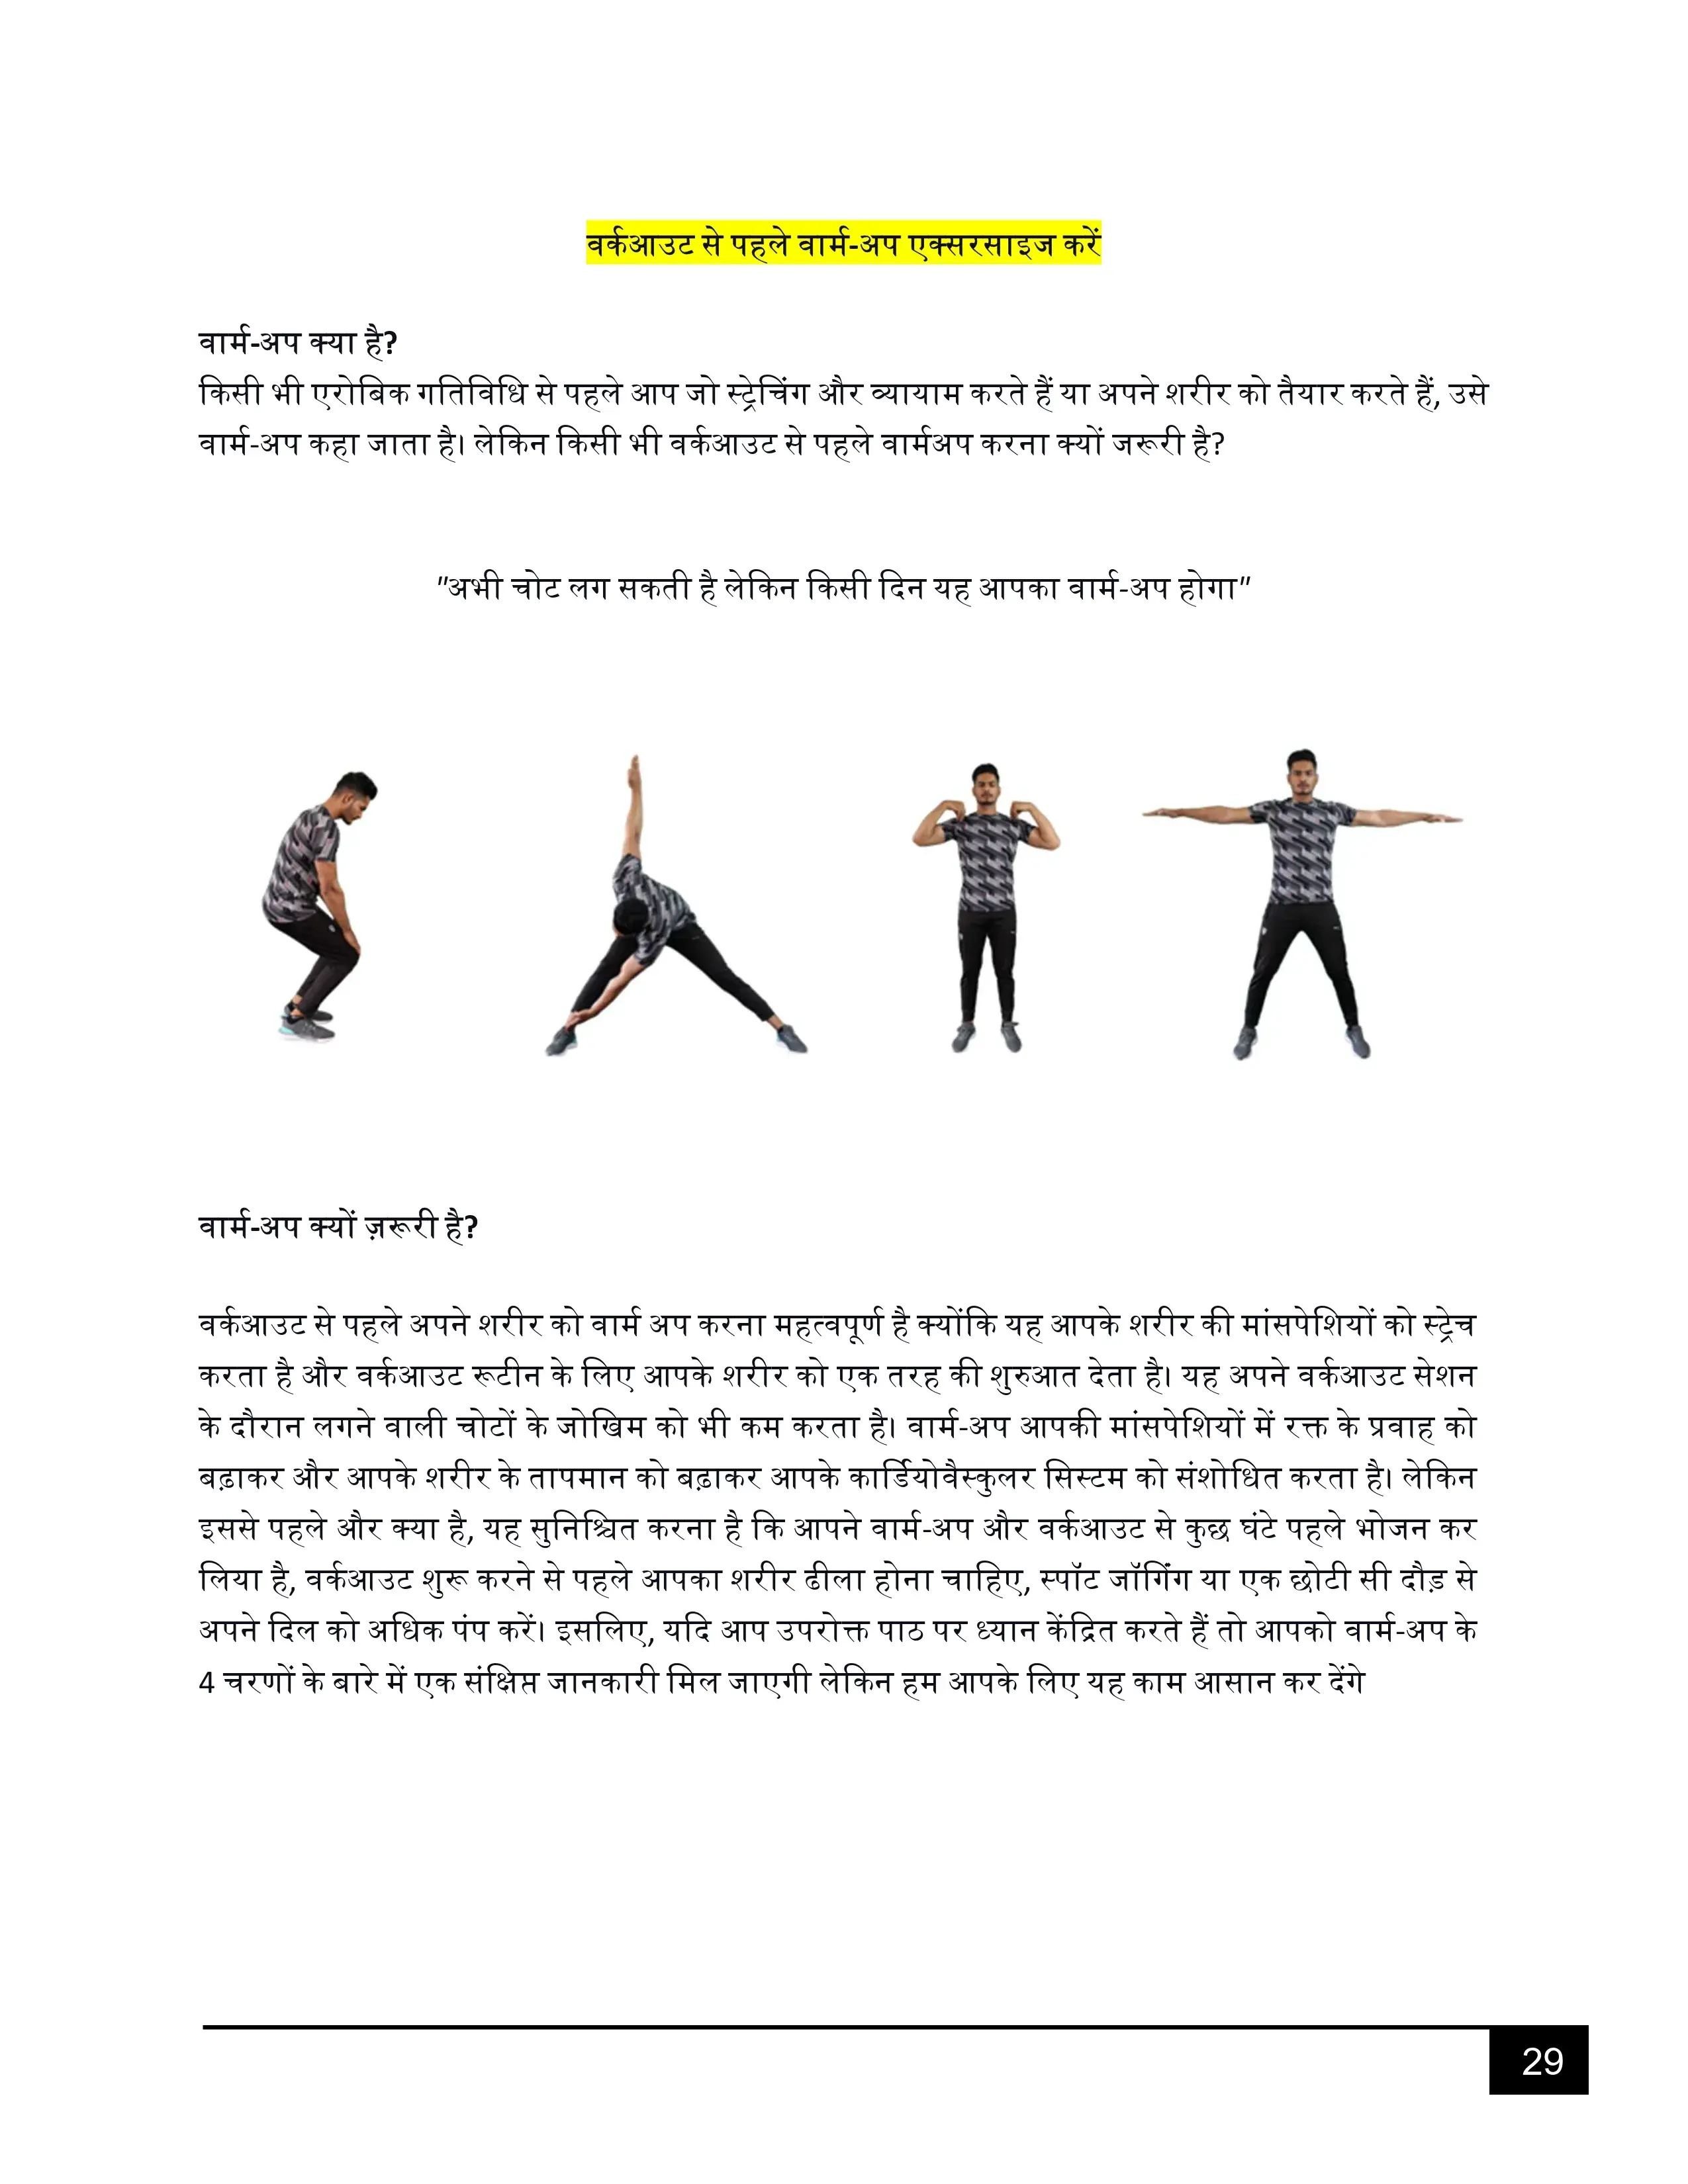 वर्कआउट से पहले वार्म-अप एक्सरसाइज करें
वार्म-अप क्या है?
किसी भी एरोबिक गतिविधि से पहले आप जो स्ट्रेचिंग और व्यायाम करते हैं या अपने शरीर को तैयार करते हैं, उसे
वार्म-अप कहा जाता है। लेकिन किसी भी वर्कआउट से पहले वार्मअप करना क्यों जरूरी है?
"अभी चोट लग सकती है लेकिन किसी दिन यह आपका वार्म-अप होगा"
वार्म-अप क्यों ज़रूरी है?
वर्कआउट से पहले अपने शरीर को वार्म अप करना महत्वपूर्ण है क्योंकि यह आपके शरीर की मांसपेशियों को स्ट्रेच
करता है और वर्कआउट रूटीन के लिए आपके शरीर को एक तरह की शुरुआत देता है। यह अपने वर्कआउट सेशन
के दौरान लगने वाली चोटों के जोखिम को भी कम करता है। वार्म-अप आपकी मांसपेशियों में रक्त के प्रवाह को
बढ़ाकर और आपके शरीर के तापमान को बढ़ाकर आपके कार्डियोवैस्कुलर सिस्टम को संशोधित करता है। लेकिन
इससे पहले और क्या है, यह सुनिश्चित करना है कि आपने वार्म-अप और वर्कआउट से कुछ घंटे पहले भोजन कर
लिया है, वर्कआउट शुरू करने से पहले आपका शरीर ढीला होना चाहिए, स्पॉट जॉगिंग या एक छोटी सी दौड़ से
अपने दिल को अधिक पंप करें। इसलिए, यदि आप उपरोक्त पाठ पर ध्यान केंद्रित करते हैं तो आपको वार्म-अप के
4 चरणों के बारे में एक संक्षिप्त जानकारी मिल जाएगी लेकिन हम आपके लिए यह काम आसान कर देंगे
29